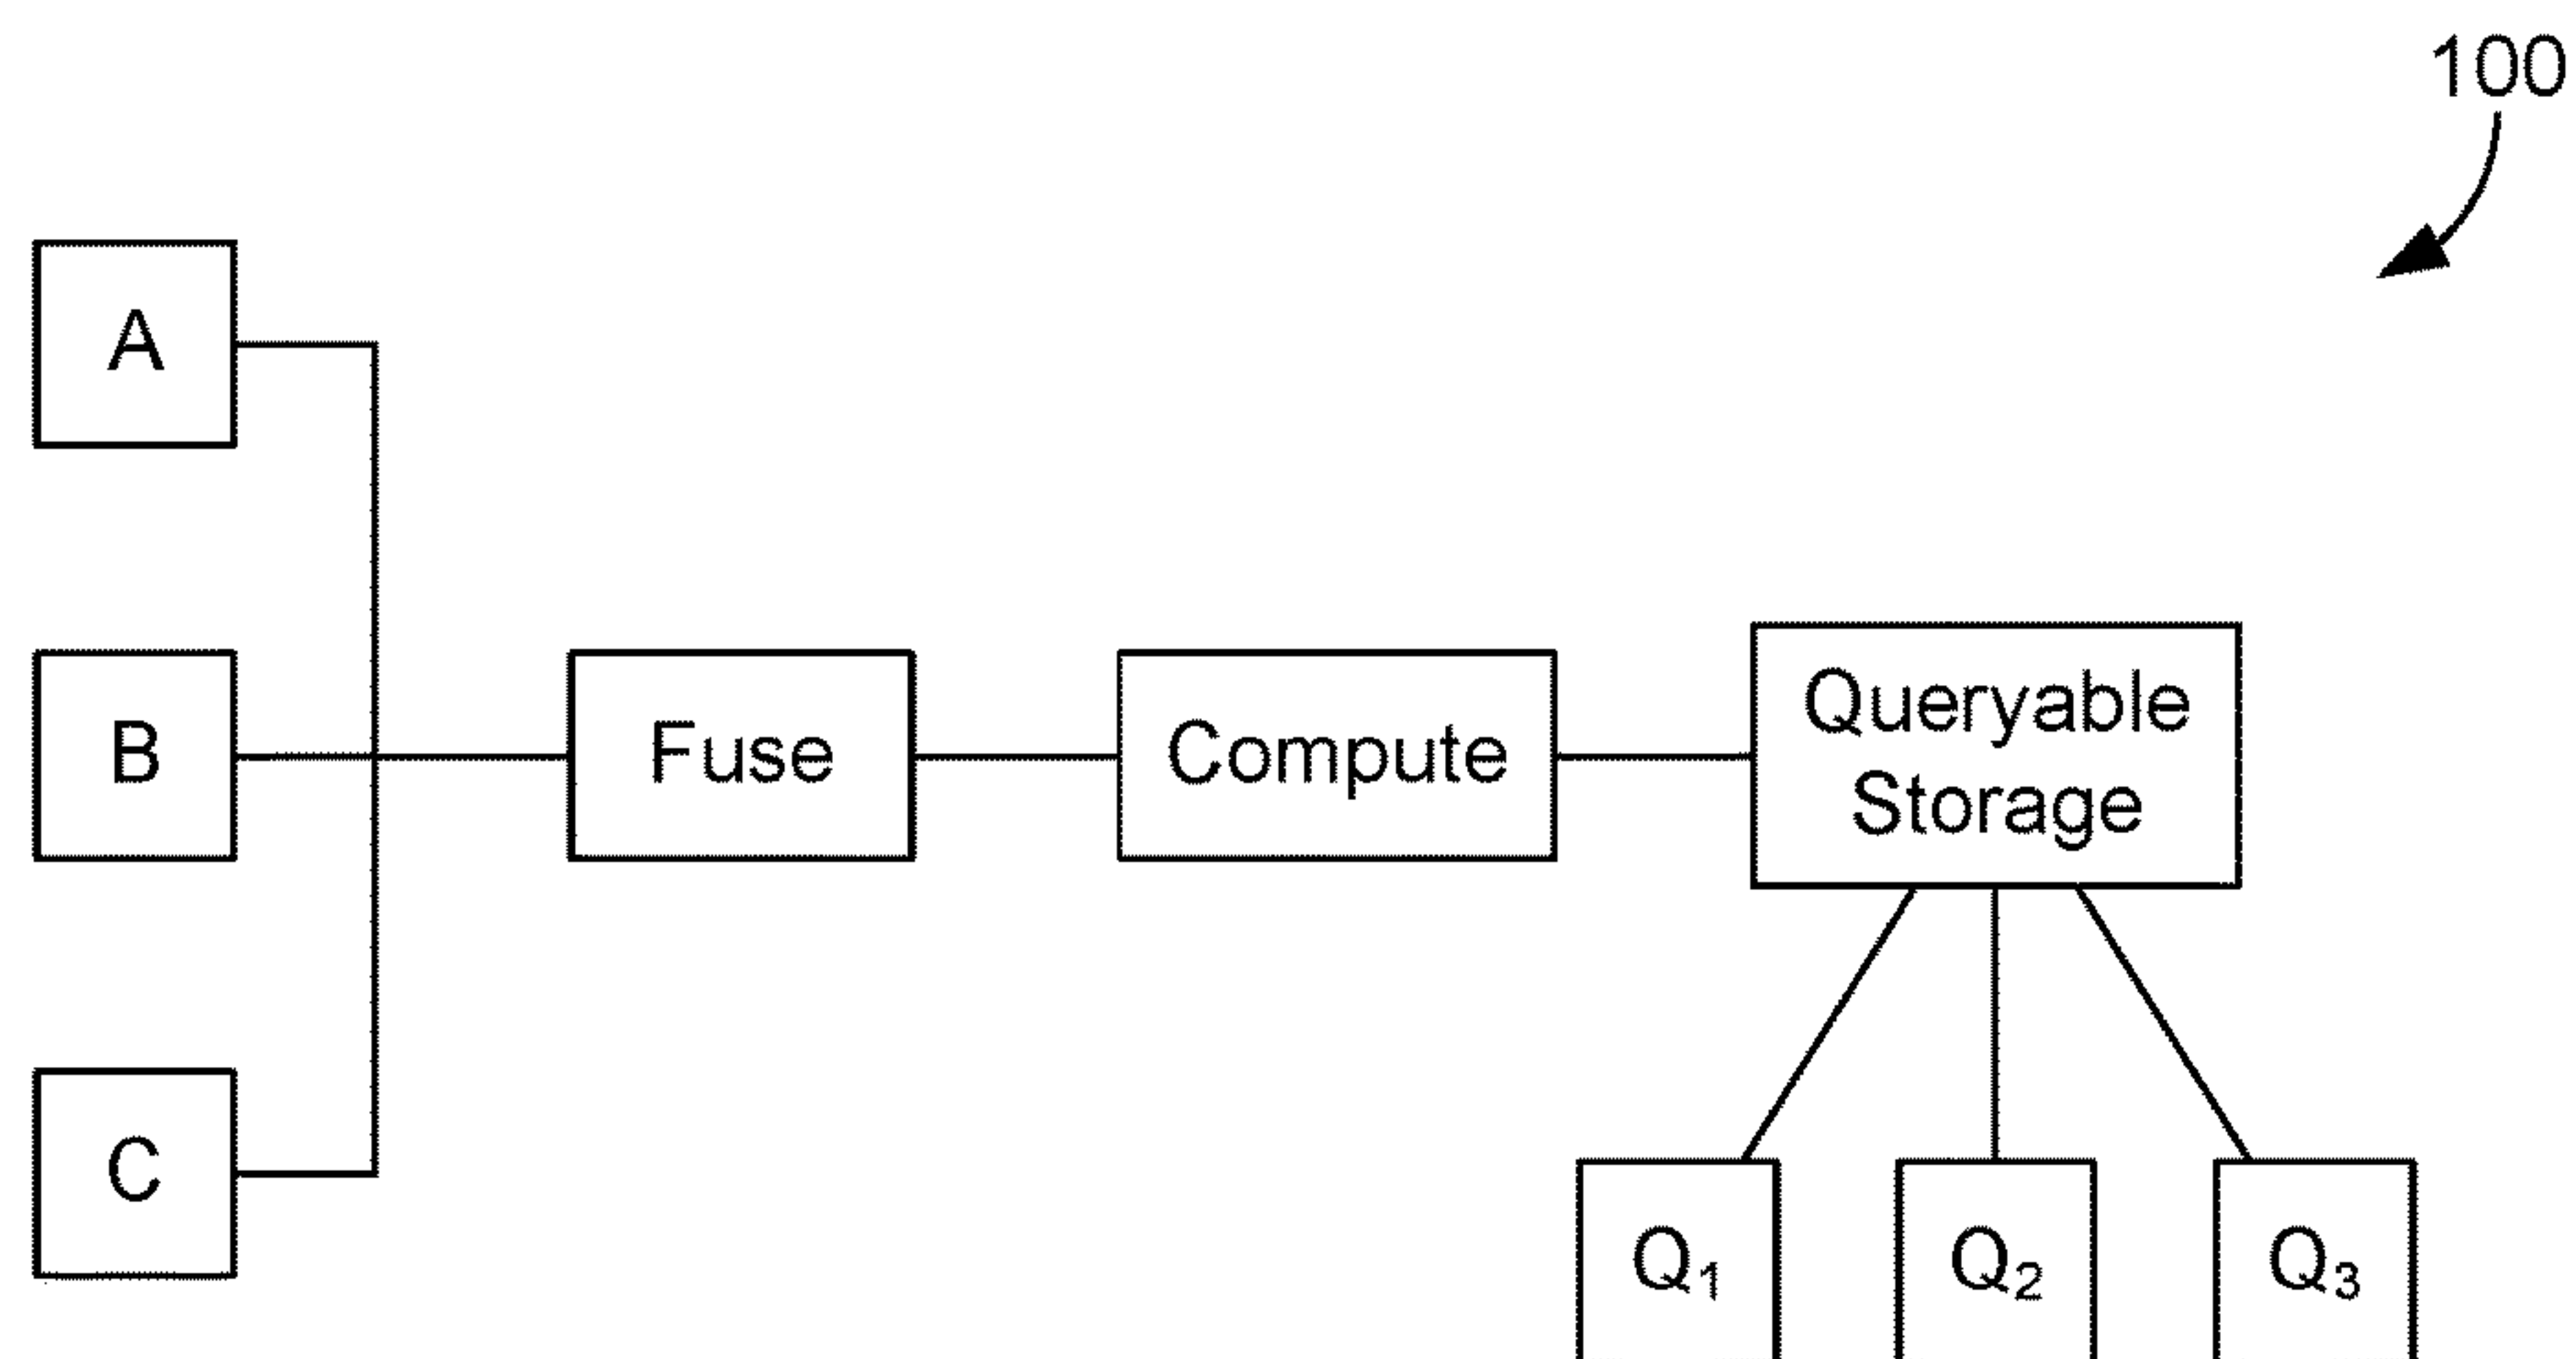 100
A
B
Fuse
Compute
Queryable
Storage
C
Q₁
Q₂
Q₃